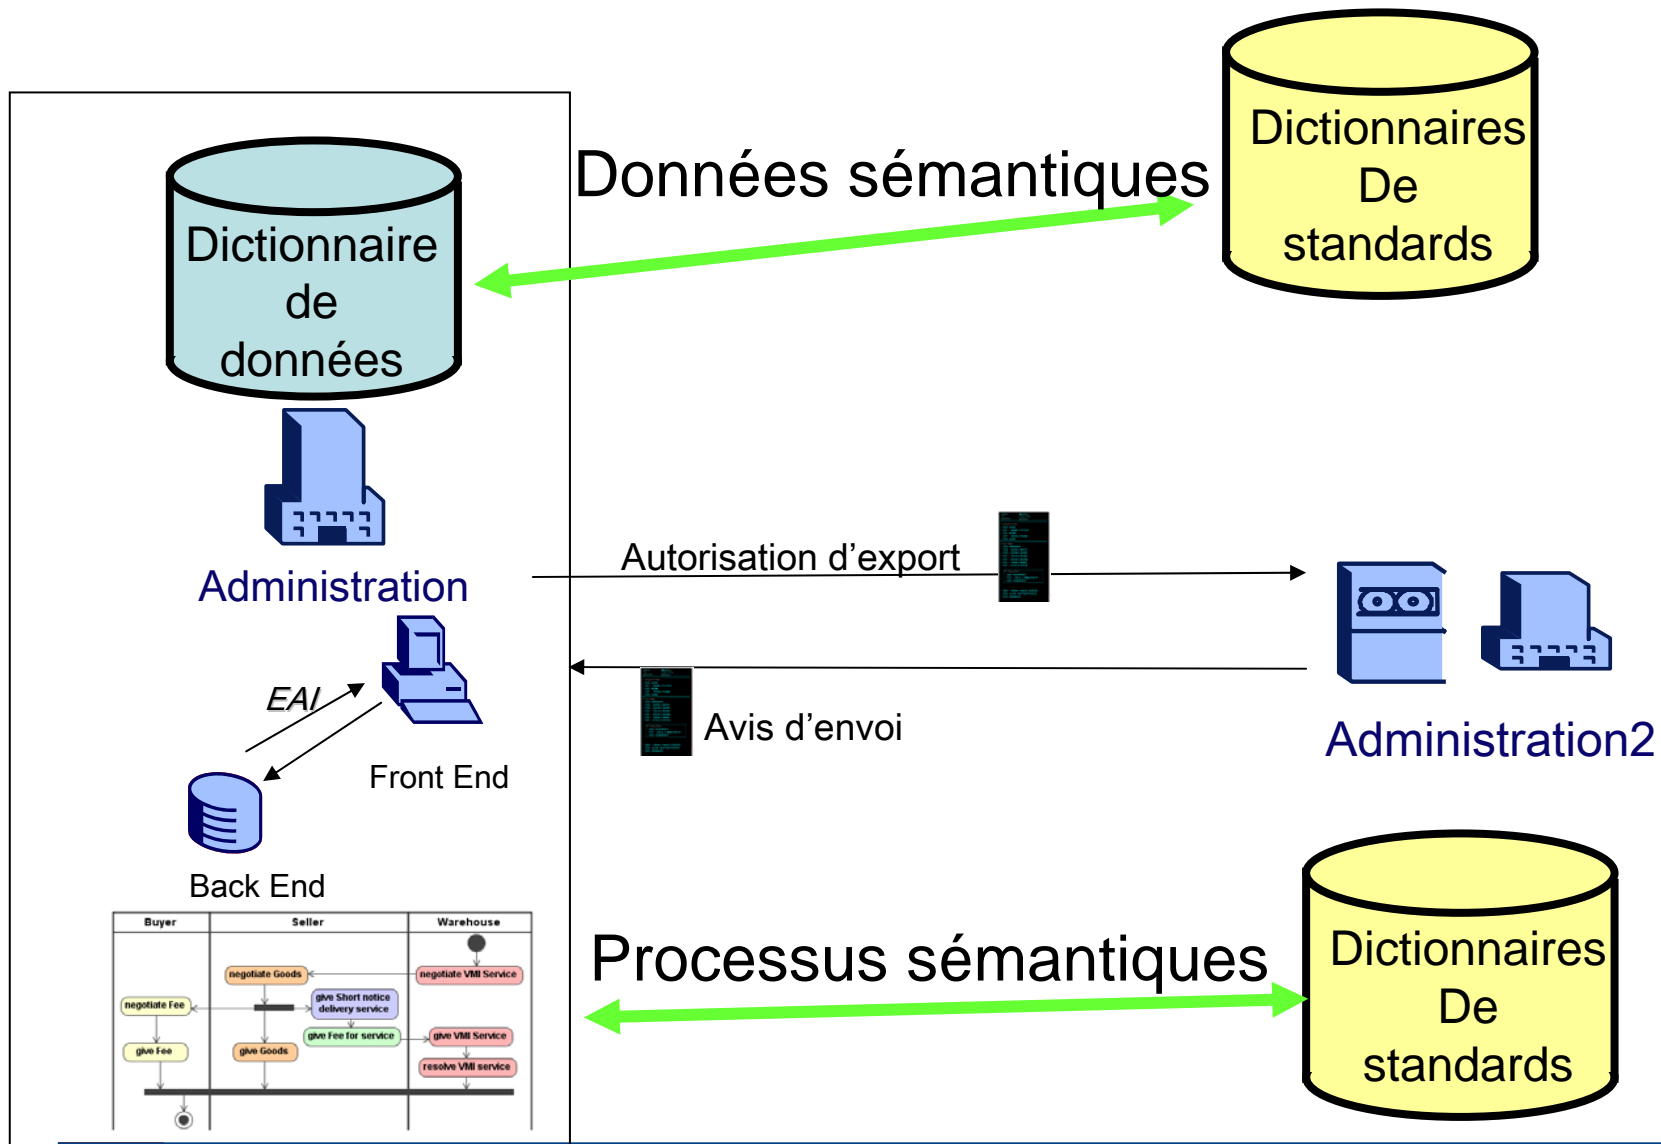 Dictionnaires
De
standards
Données sémantiques
Dictionnaire
de
données
Autorisation d’export
Administration
EAI
Avis d’envoi
Administration2
Front End
Back End
Buyer
Seller
Warehouse
negotiate Goods
negotiate VMI Service
negotiate Fee
give Short notice
delivery service
give Fee for service
give VMI Service
give Fee
give Goods
resolve VMI service
Processus sémantiques
Dictionnaires
De
standards